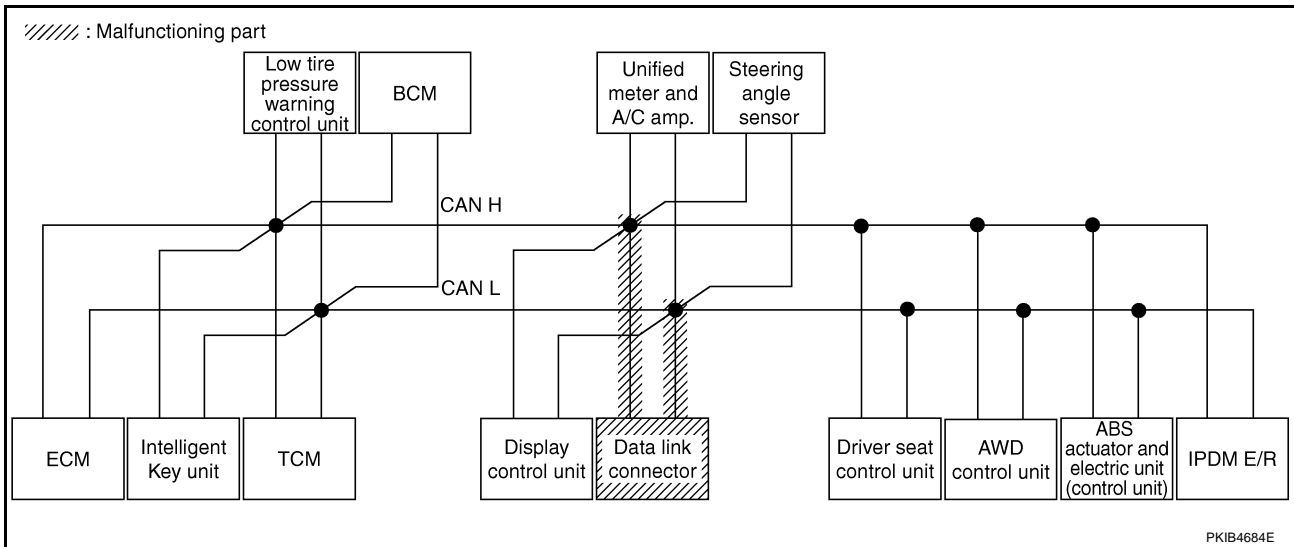 : Malfunctioning part
Low tire
pressure
warning
control unit
BCM
Unified
meter and
A/C amp.
Steering
angle
sensor
CAN H
CAN L
ECM
Intelligent
Key unit
TCM
Display
control unit
Data link
connector
Driver seat
control unit
AWD
control unit
ABS
actuator and
electric unit
(control unit)
IPDM E/R
PKIB4684E